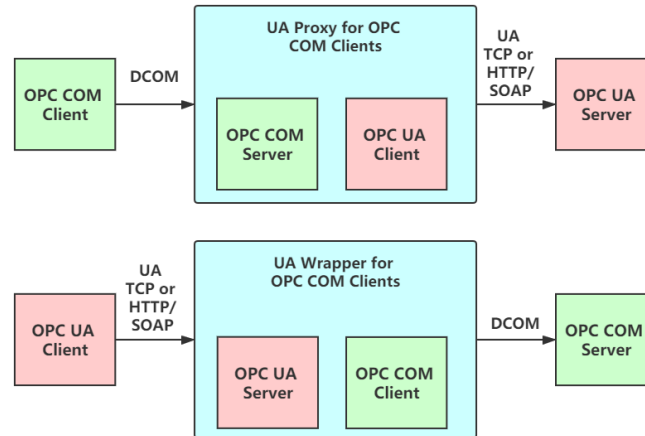 UA Proxy for OPC
COM Clients
OPC COM
Client
DCOM
OPC COM
Server
OPC UA
Client
UA
TCP or
HTTP/
SOAP
OPC UA
Server
UA Wrapper for
OPC COM Clients
OPC UA
Client
UA
TCP or
HTTP/
SOAP
OPC UA
Server
OPC COM
Client
DCOM
OPC COM
Server